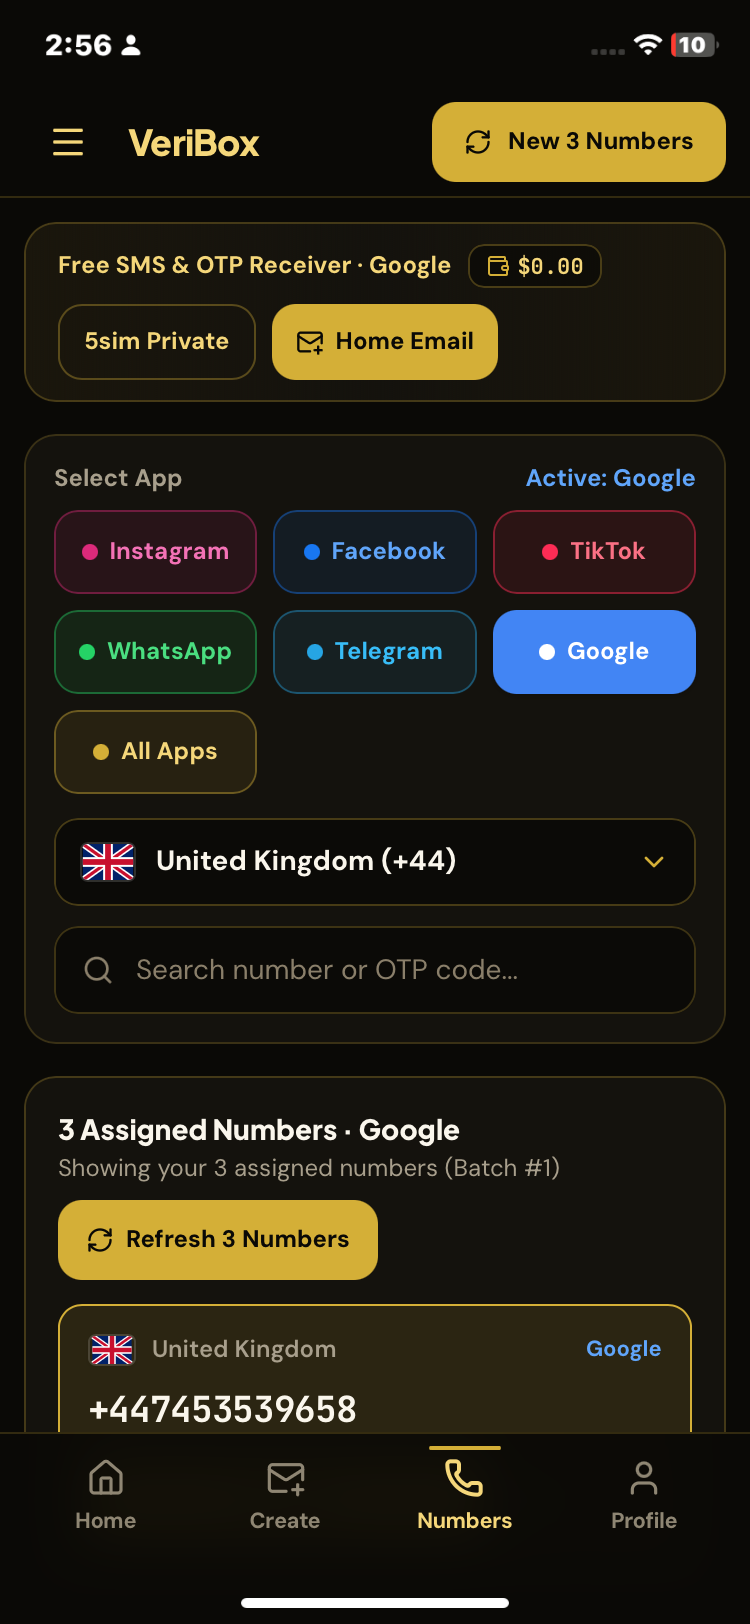 2:56
10
VeriBox
New 3 Numbers
Free SMS & OTP Receiver · Google
$0.00
5sim Private
Home Email
Select App
Active: Google
Instagram
Facebook
TikTok
WhatsApp
Telegram
Google
All Apps
United Kingdom (+44)
Search number or OTP code...
3 Assigned Numbers · Google
Showing your 3 assigned numbers (Batch #1)
Refresh 3 Numbers
United Kingdom
Google
+447453539658
Home
Create
Numbers
Profile